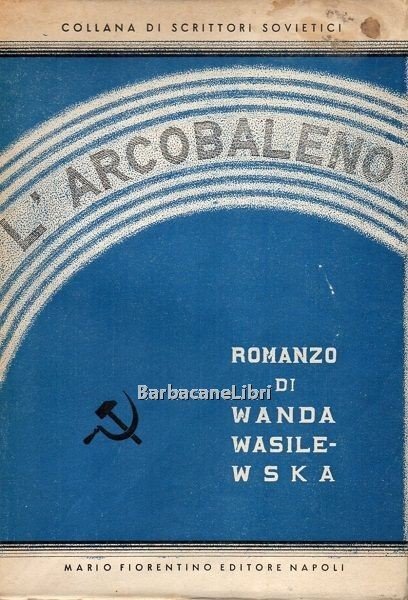 COLLANA DI SCRITTORI SOVIETICI
L'ARCOBALENO
ROMANZO
DI
WANDA
WASILE-
WSKA
BarbacaneLibri
MARIO FIORENTINO EDITORE NAPOLI